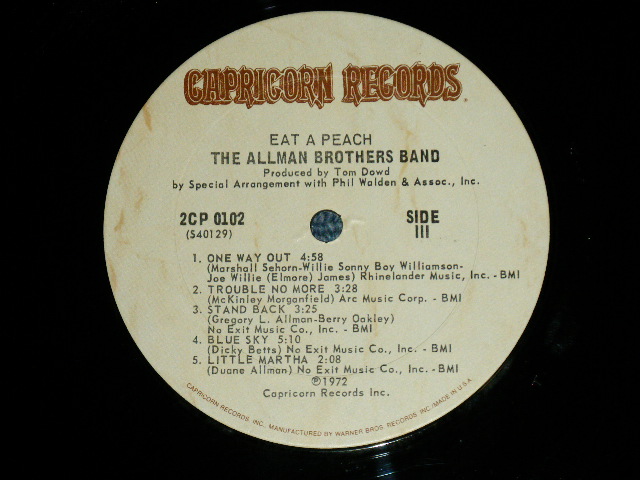 CAPRICORN RECORDS
EAT A PEACH
THE ALLMAN BROTHERS BAND
Produced by Tom Dowd
by Special Arrangement with Phil Walden & Assoc., Inc.
2CP 0102
(S40129)
SIDE
III
1. ONE WAY OUT 4:58
(Marshall Sehorn-Willie Sonny Boy Williamson-
Joe Willie (Elmore) James) Rhinelander Music, Inc. - BMI
2. TROUBLE NO MORE 3:28
(McKinley Morganfield) Arc Music Corp. - BMI
3. STAND BACK 3:25
(Gregory L. Allman-Berry Oakley)
No Exit Music Co., Inc. - BMI
4. BLUE SKY 5:10
(Dicky Betts) No Exit Music Co., Inc. - BMI
5. LITTLE MARTHA 2:08
(Duane Allman) No Exit Music Co., Inc. - BMI
Ⓟ1972
Capricorn Records Inc.
CAPRICORN RECORDS, INC., MANUFACTURED BY WARNER BROS. RECORDS INC./MADE IN U.S.A.